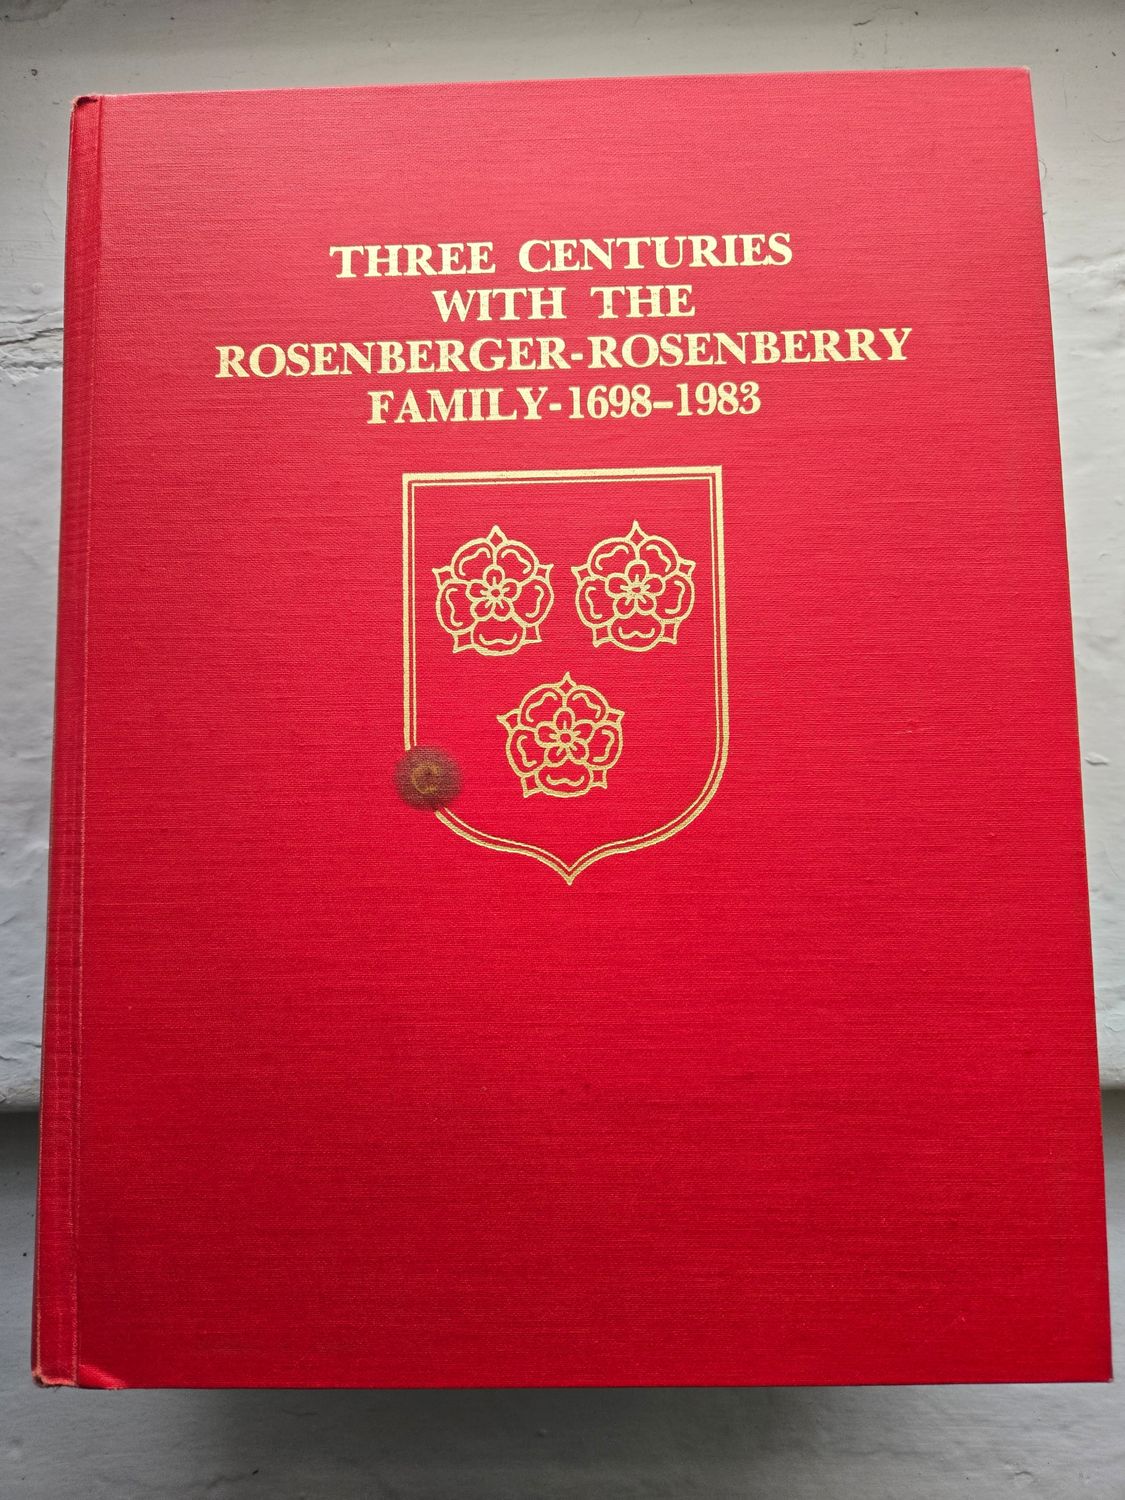 THREE CENTURIES
WITH THE
ROSENBERGER-ROSENBERRY
FAMILY-1698–1983